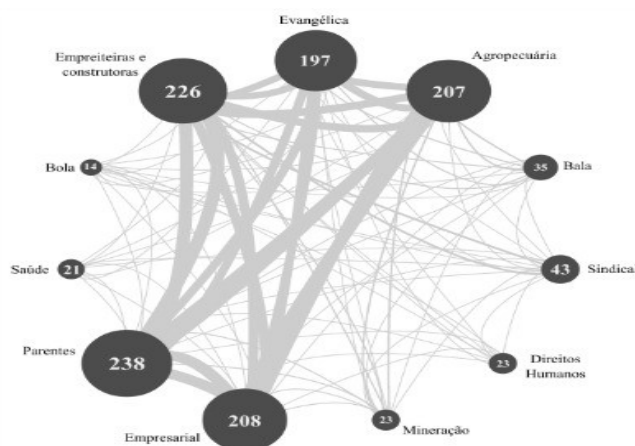 Evangélica
197
Empreiteiras e
construtoras
226
Agropecuária
207
Bola
14
35
Bala
Saúde
21
43
Sindical
Parentes
238
23
Direitos
Humanos
208
Empresarial
23
Mineração